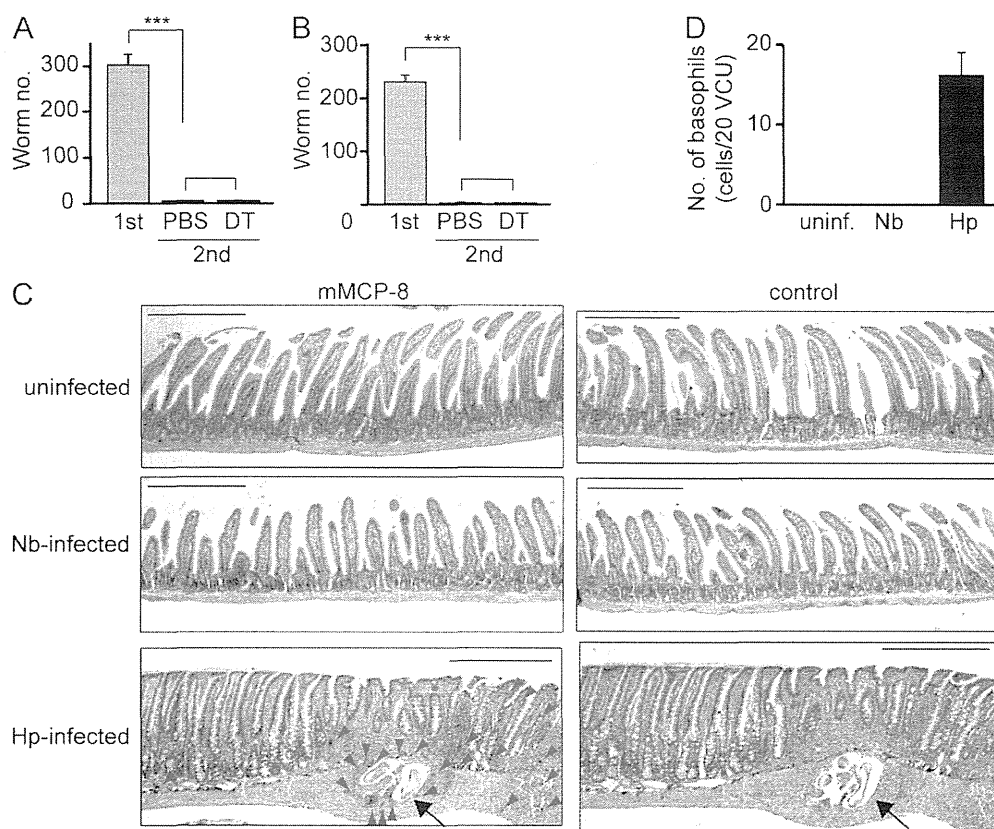 A
***
Worm no.
300
200
100
0
1st PBS DT
2nd
B
***
Worm no.
300
200
100
0
1st PBS DT
2nd
D
No. of basophils
(cells/20 VCU)
20
10
0
uninf. Nb Hp
C
mMCP-8 control
uninfected
Nb-infected
Hp-infected